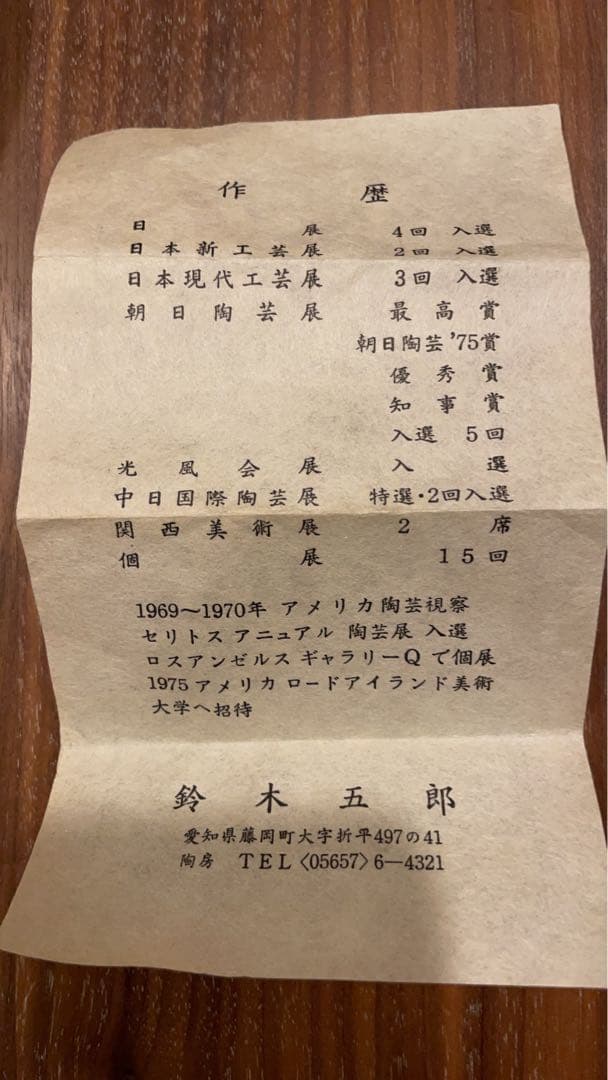 作歴
日展 4回 入選
日本新工芸展 2回 入選
日本現代工芸展 3回 入選
朝日陶芸展 最高賞
朝日陶芸'75賞
優秀賞
知事賞
入選 5回
光風会展 入選
中日国際陶芸展 特選・2回入選
関西美術展 2席
個展 15回
1969〜1970年 アメリカ陶芸視察
セリトス アニュアル 陶芸展 入選
ロスアンゼルス ギャラリーQで個展
1975 アメリカ ロードアイランド美術
大学へ招待
鈴木五郎
愛知県藤岡町大字折平497の41
陶房 TEL〈05657〉6—4321